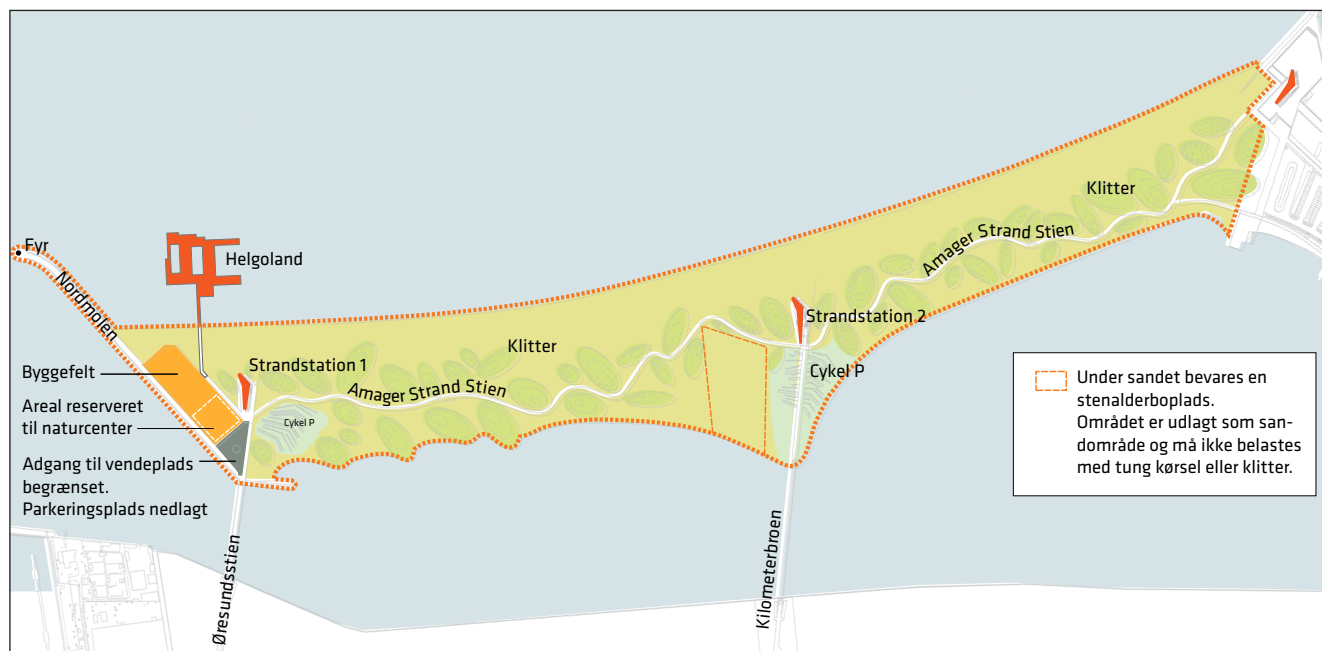 Fyr
Nordmolen
Helgoland
Byggefelt
Areal reserveret
til naturcenter
Adgang til vendeplads
begrænset.
Parkeringsplads nedlagt
Strandstation 1
Cykel P
Øresundsstien
Amager Strand Stien
Klitter
Strandstation 2
Cykel P
Kilometerbroen
Amager Strand Stien
Klitter
Under sandet bevares en
stenalderboplads.
Området er udlagt som san-
dområde og må ikke belastes
med tung kørsel eller klitter.